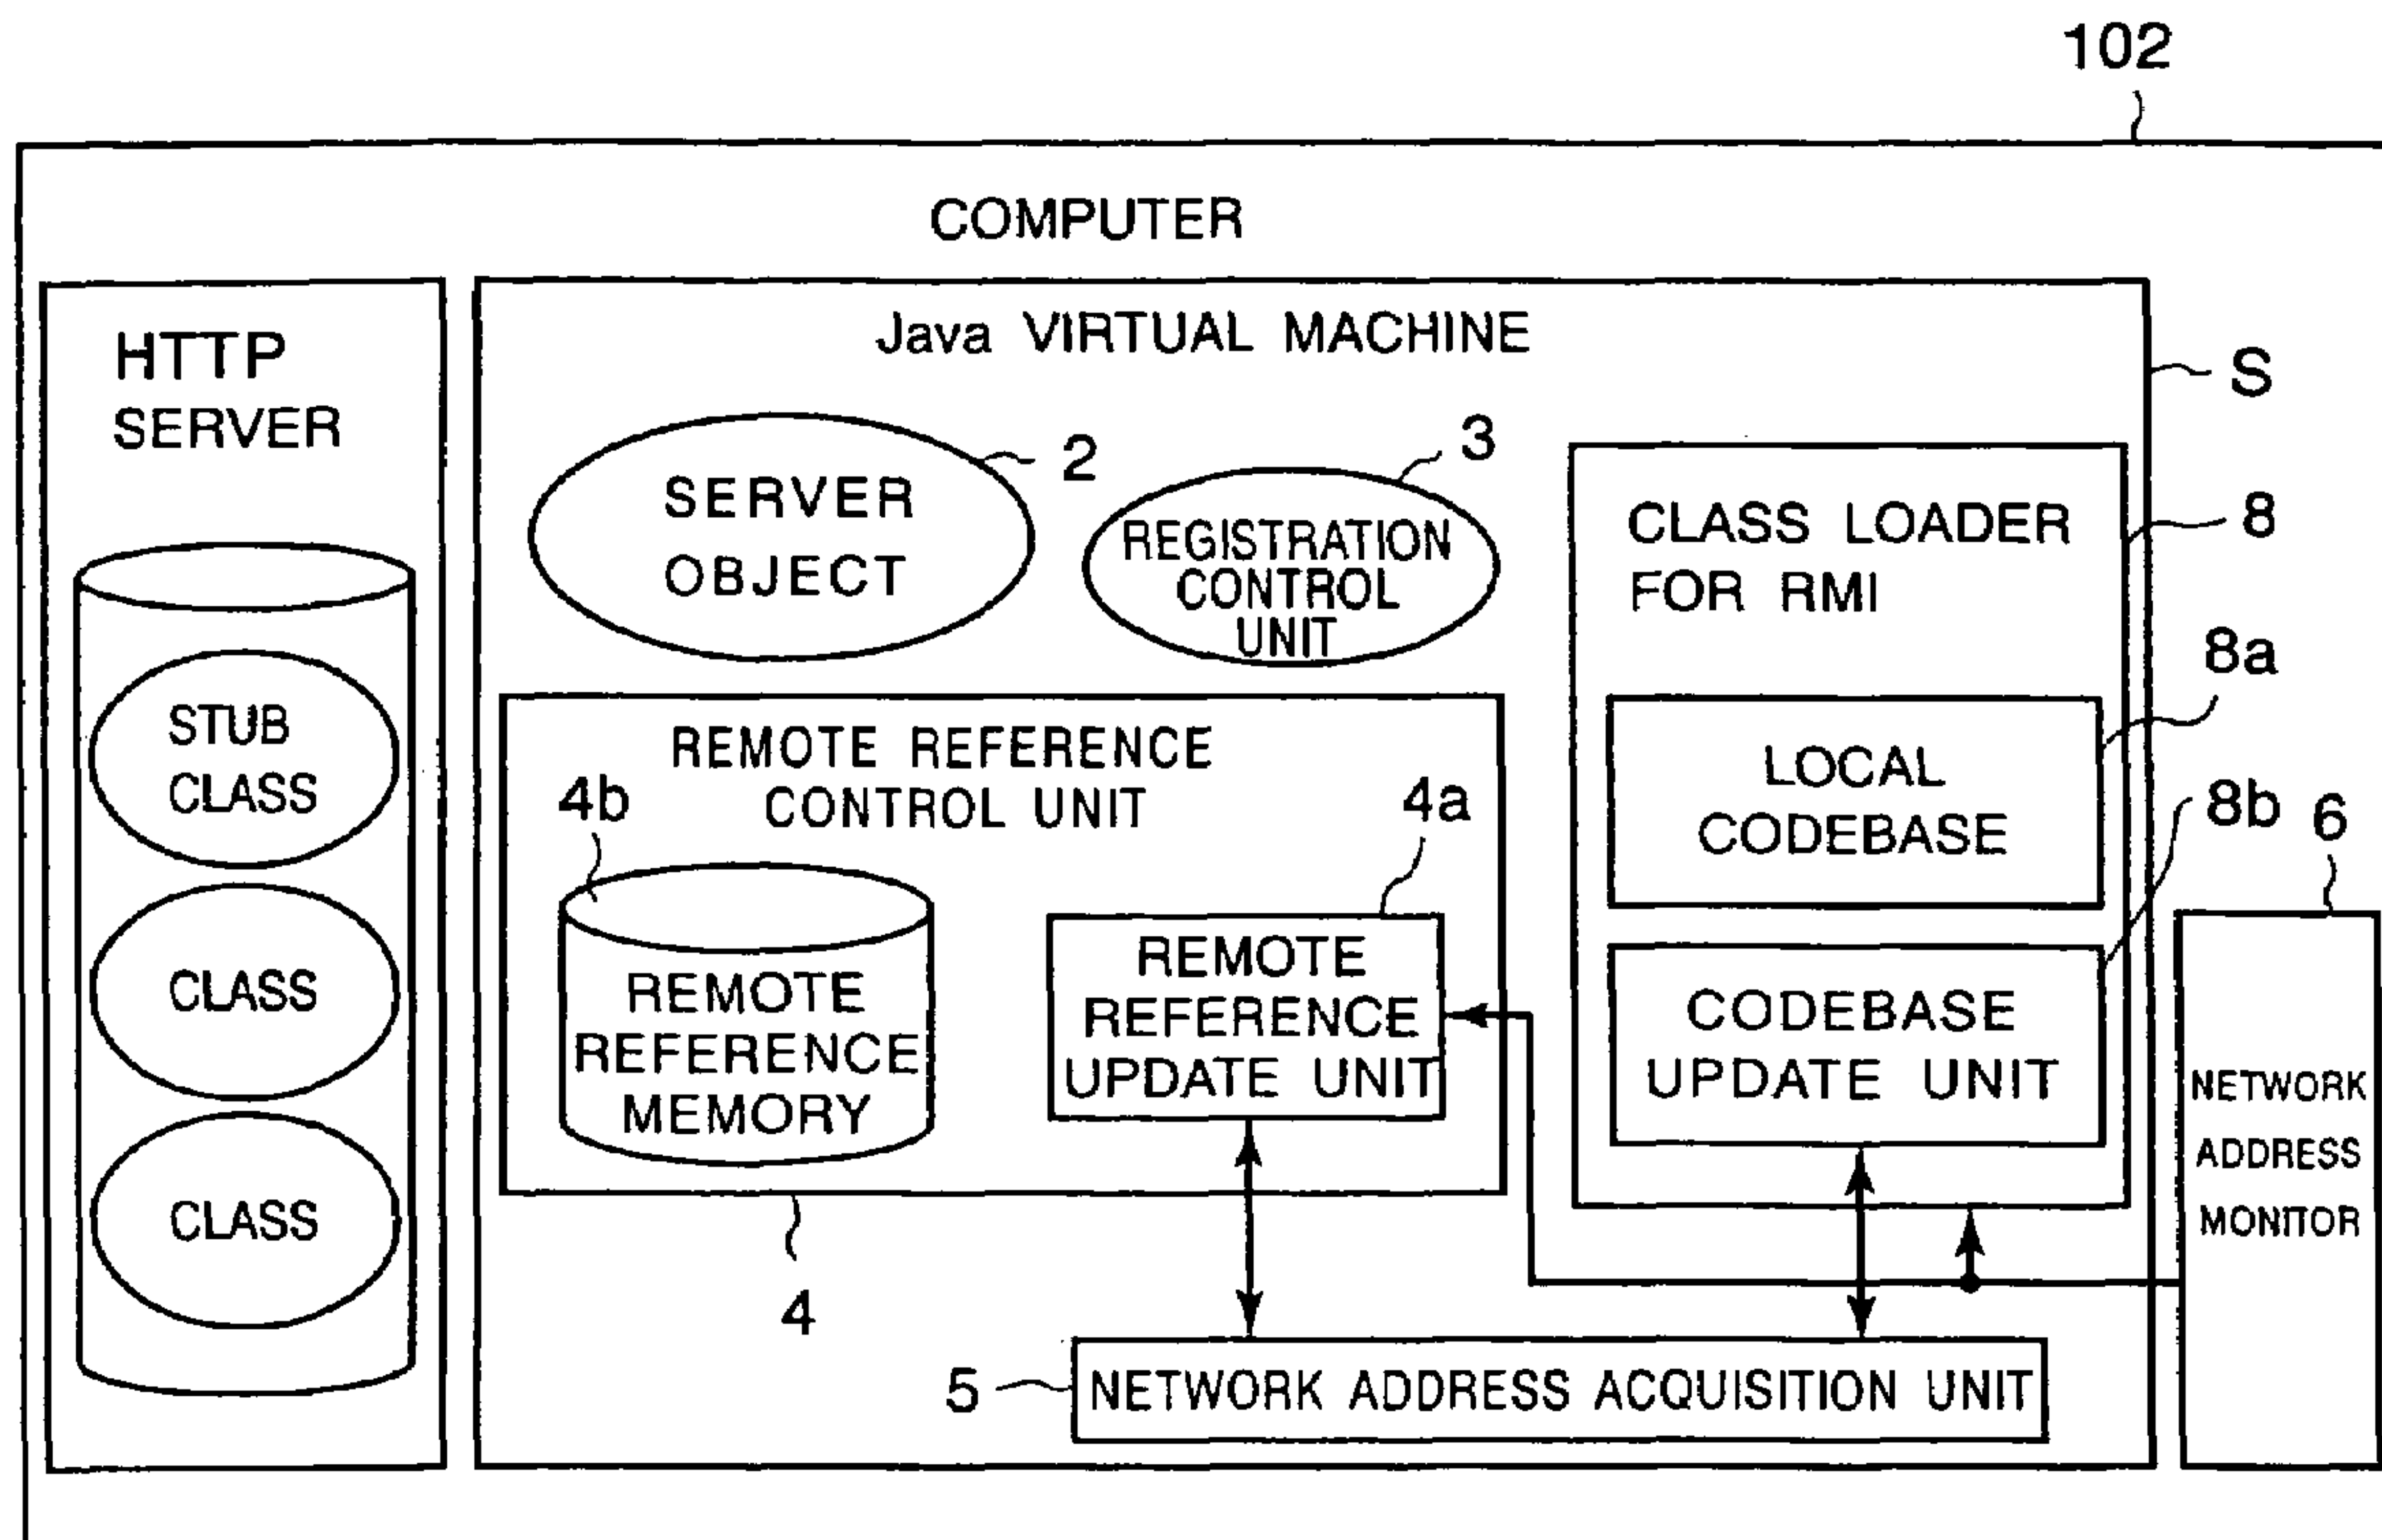 102
COMPUTER
HTTP
SERVER
STUB
CLASS
CLASS
CLASS
Java VIRTUAL MACHINE
S
SERVER
OBJECT
2
REGISTRATION
CONTROL
UNIT
3
CLASS LOADER
FOR RMI
8
LOCAL
CODEBASE
8a
CODEBASE
UPDATE UNIT
8b
REMOTE REFERENCE
CONTROL UNIT
4b
4a
REMOTE
REFERENCE
MEMORY
REMOTE
REFERENCE
UPDATE UNIT
4
6
NETWORK
ADDRESS
MONITOR
5
NETWORK ADDRESS ACQUISITION UNIT